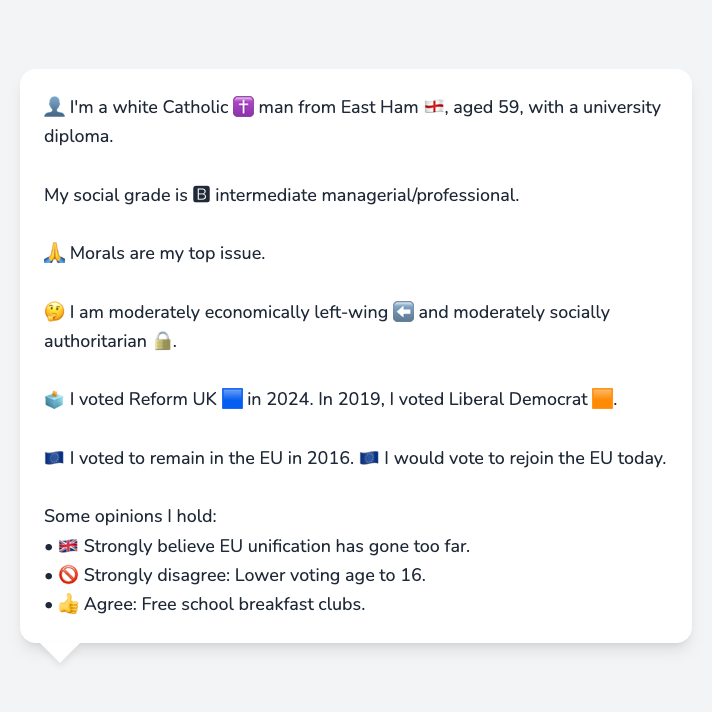 👤 I'm a white Catholic ✝️ man from East Ham 🏴󠁧󠁢󠁥󠁮󠁧󠁿, aged 59, with a university
diploma.
My social grade is 🅱 intermediate managerial/professional.
🙏 Morals are my top issue.
🤔 I am moderately economically left-wing ⬅️ and moderately socially
authoritarian 🔒.
🗳️ I voted Reform UK 🟦 in 2024. In 2019, I voted Liberal Democrat 🟧.
🇪🇺 I voted to remain in the EU in 2016. 🇪🇺 I would vote to rejoin the EU today.
Some opinions I hold:
• 🇬🇧 Strongly believe EU unification has gone too far.
• 🚫 Strongly disagree: Lower voting age to 16.
• 👍 Agree: Free school breakfast clubs.